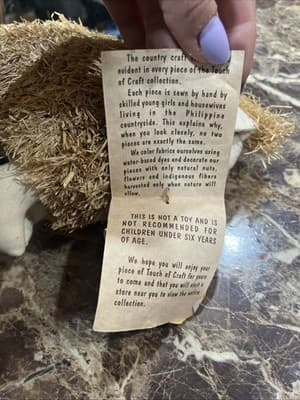 The country craft
evident in every piece of the Touch
of Craft collection.
Each piece is sewn by hand by
skilled young girls and housewives
living in the Philippine
countryside. This explains why,
when you look closely, no two
pieces are exactly the same.
We color fabrics ourselves using
water-based dyes and decorate our
pieces with only natural nuts,
flowers and indigenous fibers
harvested only when nature will
allow.
THIS IS NOT A TOY AND IS
NOT RECOMMENDED FOR
CHILDREN UNDER SIX YEARS
OF AGE.
We hope you will enjoy your
piece of Touch of Craft for years
to come and that you will visit a
store near you to view the entire
collection.